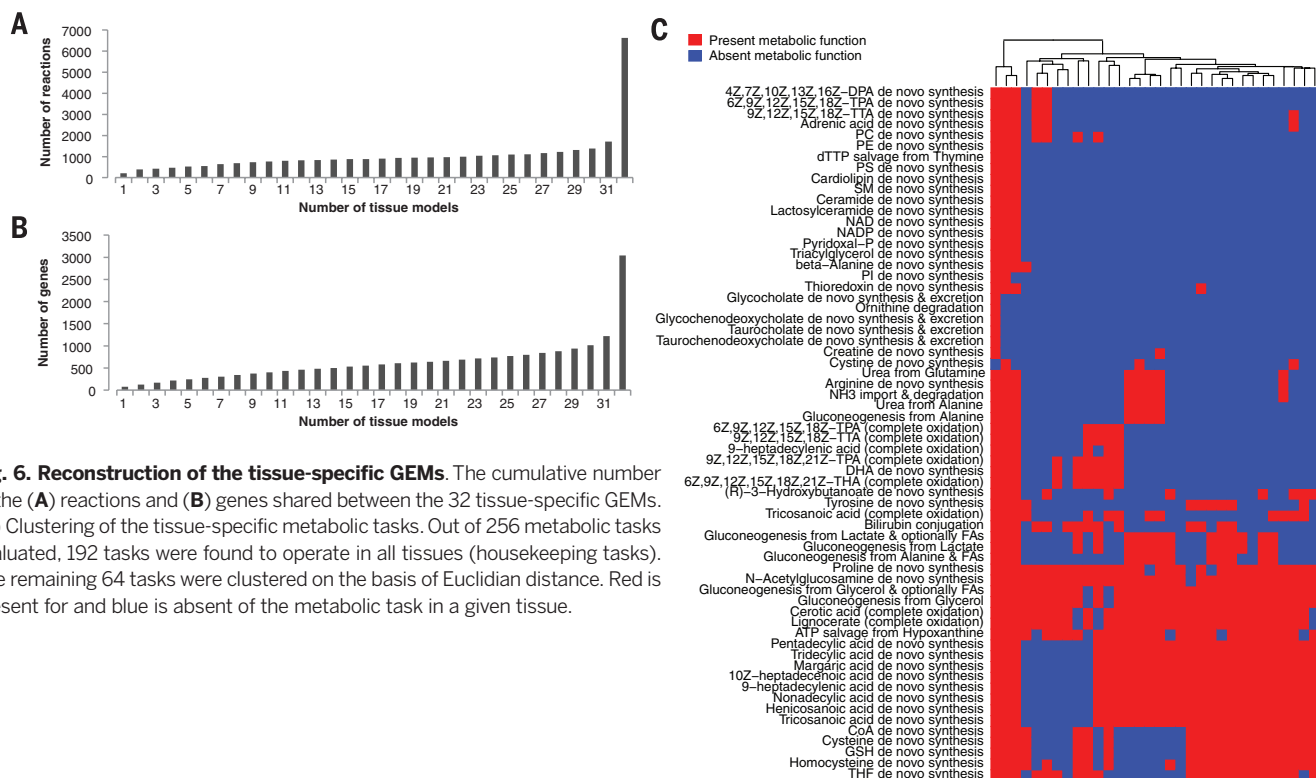 A
Number of reactions
7000
6000
5000
4000
3000
2000
1000
0
1 3 5 7 9 11 13 15 17 19 21 23 25 27 29 31
Number of tissue models
B
Number of genes
3500
3000
2500
2000
1500
1000
500
0
1 3 5 7 9 11 13 15 17 19 21 23 25 27 29 31
Number of tissue models
g. 6. Reconstruction of the tissue-specific GEMs. The cumulative number
the (A) reactions and (B) genes shared between the 32 tissue-specific GEMs.
) Clustering of the tissue-specific metabolic tasks. Out of 256 metabolic tasks
aluated, 192 tasks were found to operate in all tissues (housekeeping tasks).
e remaining 64 tasks were clustered on the basis of Euclidian distance. Red is
esent for and blue is absent of the metabolic task in a given tissue.
C
Present metabolic function
Absent metabolic function
4Z,7Z,10Z,13Z,16Z−DPA de novo synthesis
6Z,9Z,12Z,15Z,18Z−TPA de novo synthesis
9Z,12Z,15Z,18Z−TTA de novo synthesis
Adrenic acid de novo synthesis
PC de novo synthesis
PE de novo synthesis
dTTP salvage from Thymine
PS de novo synthesis
Cardiolipin de novo synthesis
SM de novo synthesis
Ceramide de novo synthesis
Lactosylceramide de novo synthesis
NAD de novo synthesis
NADP de novo synthesis
Pyridoxal−P de novo synthesis
Triacylglycerol de novo synthesis
beta−Alanine de novo synthesis
PI de novo synthesis
Thioredoxin de novo synthesis
Glycocholate de novo synthesis & excretion
Ornithine degradation
Glycochenodeoxycholate de novo synthesis & excretion
Taurocholate de novo synthesis & excretion
Taurochenodeoxycholate de novo synthesis & excretion
Creatine de novo synthesis
Cystine de novo synthesis
Urea from Glutamine
Arginine de novo synthesis
NH3 import & degradation
Urea from Alanine
Gluconeogenesis from Alanine
6Z,9Z,12Z,15Z,18Z−TPA (complete oxidation)
9Z,12Z,15Z,18Z−TTA (complete oxidation)
9−heptadecylenic acid (complete oxidation)
9Z,12Z,15Z,18Z,21Z−TPA (complete oxidation)
DHA de novo synthesis
6Z,9Z,12Z,15Z,18Z,21Z−THA (complete oxidation)
(R)−3−Hydroxybutanoate de novo synthesis
Tyrosine de novo synthesis
Tricosanoic acid (complete oxidation)
Bilirubin conjugation
Gluconeogenesis from Lactate & optionally FAs
Gluconeogenesis from Lactate
Gluconeogenesis from Alanine & FAs
Proline de novo synthesis
N−Acetylglucosamine de novo synthesis
Gluconeogenesis from Glycerol & optionally FAs
Gluconeogenesis from Glycerol
Cerotic acid (complete oxidation)
Lignocerate (complete oxidation)
ATP salvage from Hypoxanthine
Pentadecylic acid de novo synthesis
Tridecylic acid de novo synthesis
Margaric acid de novo synthesis
10Z−heptadecenoic acid de novo synthesis
9−heptadecylenic acid de novo synthesis
Nonadecylic acid de novo synthesis
Henicosanoic acid de novo synthesis
Tricosanoic acid de novo synthesis
CoA de novo synthesis
Cysteine de novo synthesis
GSH de novo synthesis
Homocysteine de novo synthesis
THF de novo synthesis